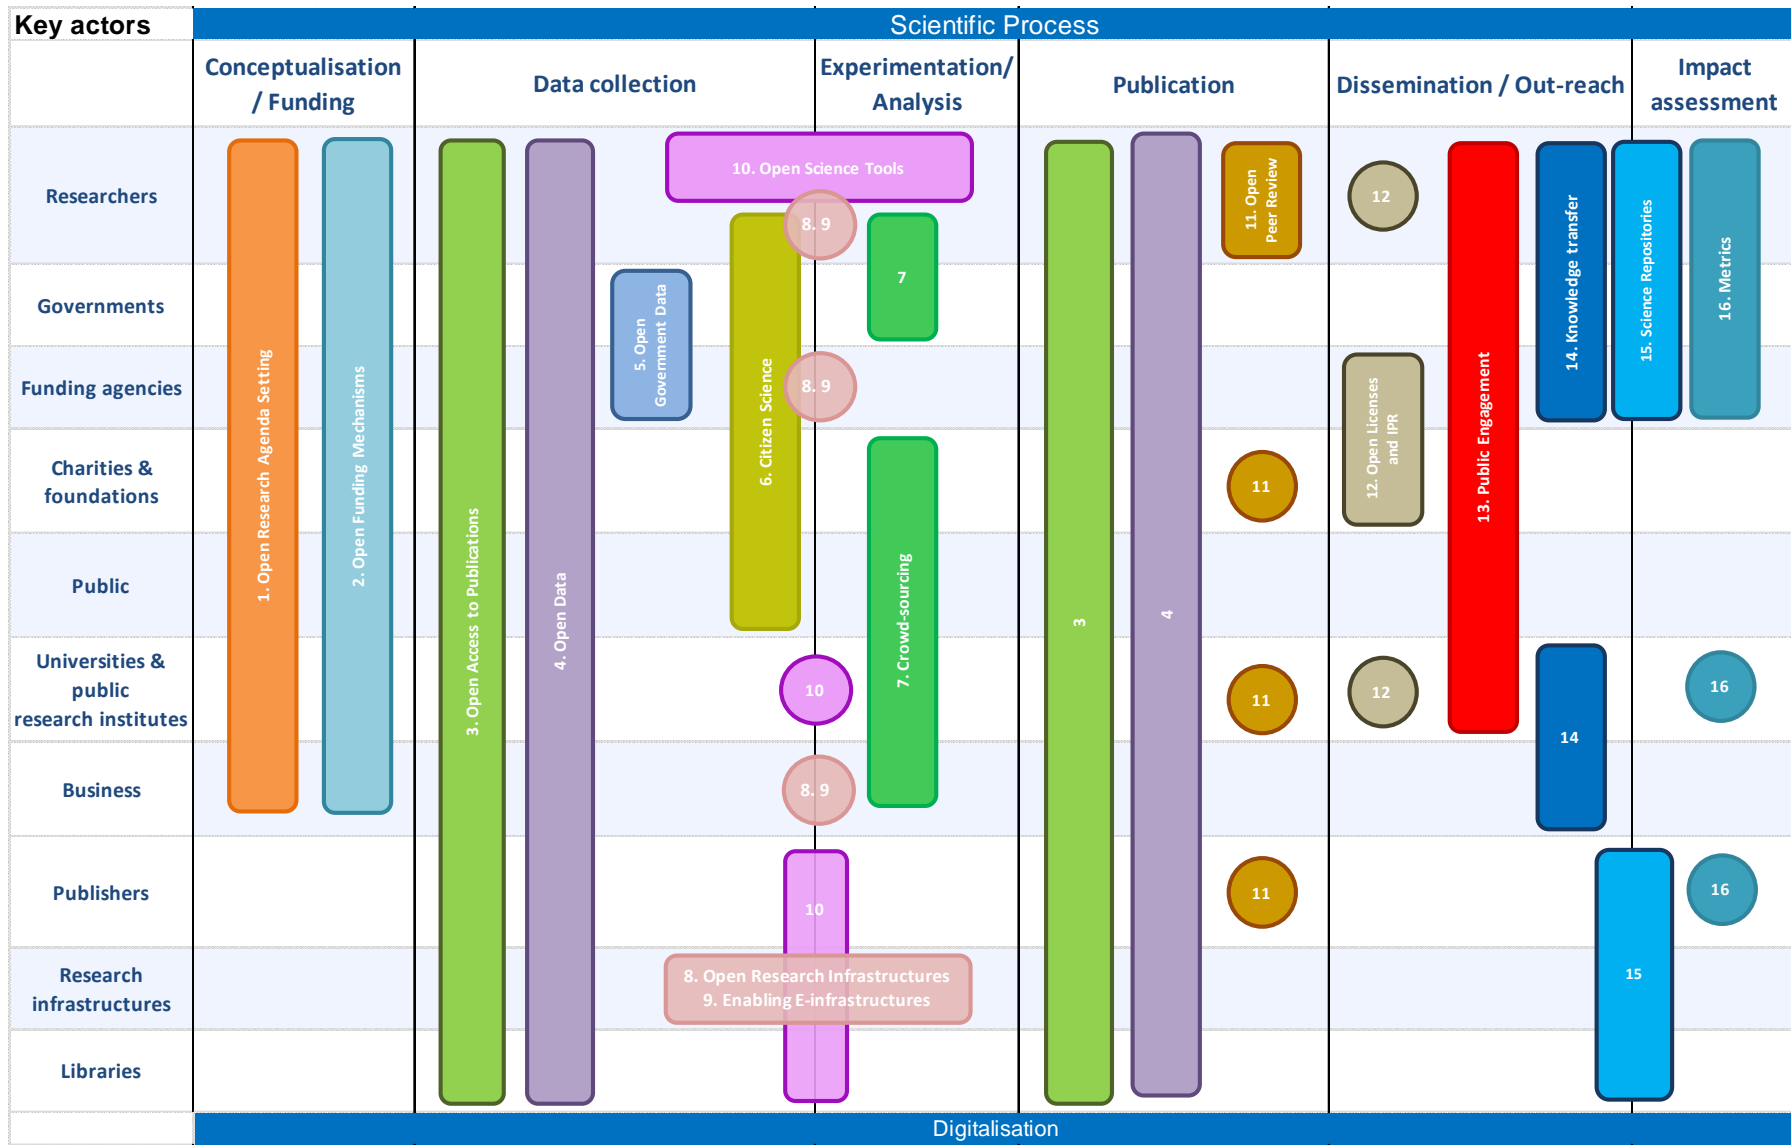 Key actors
Scientific Process
Conceptualisation
/ Funding
Data collection
Experimentation/
Analysis
Publication
Dissemination / Out-reach
Impact
assessment
Researchers
Governments
Funding agencies
Charities &
foundations
Public
Universities &
public
research institutes
Business
Publishers
Research
infrastructures
Libraries
1. Open Research Agenda Setting
2. Open Funding Mechanisms
3. Open Access to Publications
4. Open Data
5. Open
Government Data
6. Citizen Science
10. Open Science Tools
8. 9
8. 9
10
8. 9
10
8. Open Research Infrastructures
9. Enabling E-infrastructures
7
7. Crowd-sourcing
3
4
11. Open
Peer Review
11
11
11
12
12. Open Licenses
and IPR
12
13. Public Engagement
14. Knowledge transfer
14
15. Science Repositories
15
16. Metrics
16
16
Digitalisation